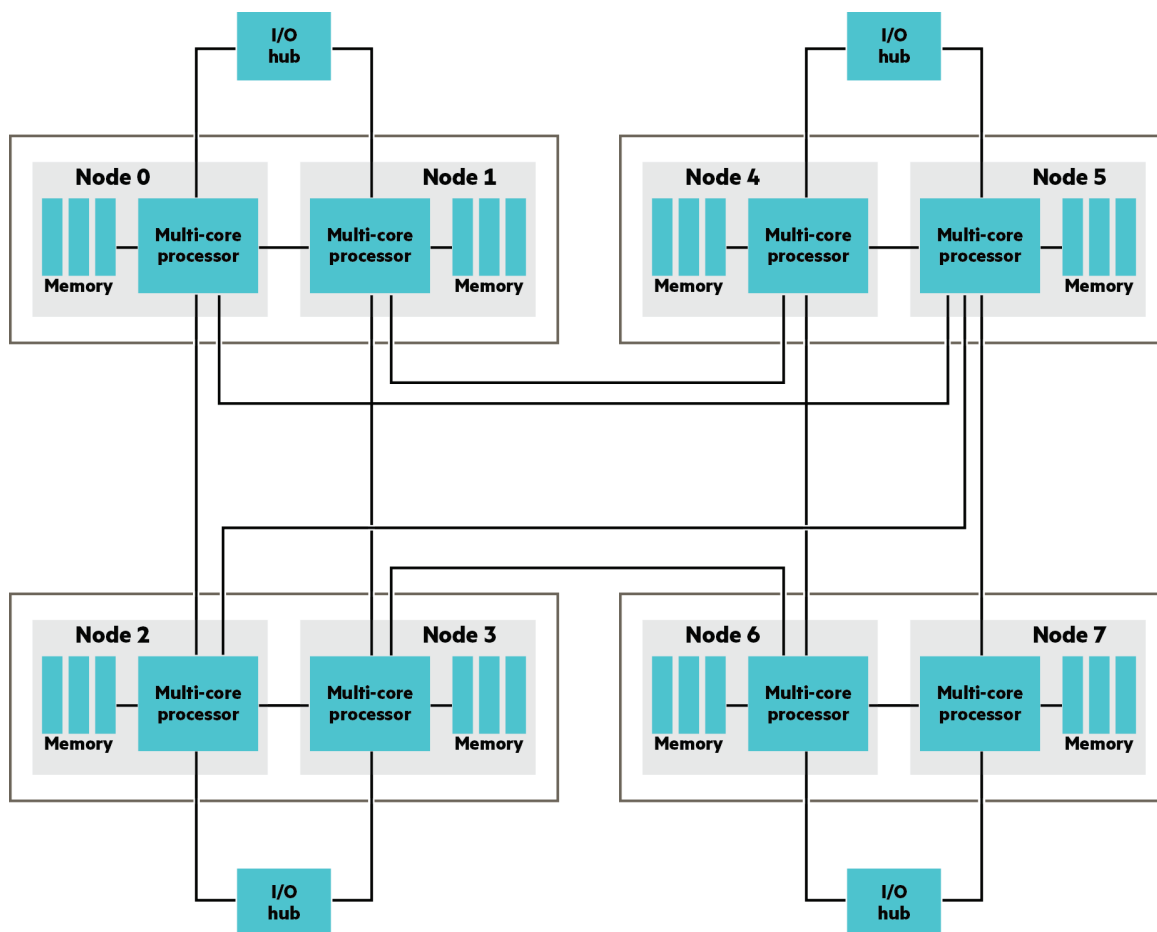 I/O
hub
I/O
hub
Node 0
Node 1
Multi-core
processor
Multi-core
processor
Memory
Memory
Node 4
Node 5
Multi-core
processor
Multi-core
processor
Memory
Memory
Node 2
Node 3
Multi-core
processor
Multi-core
processor
Memory
Memory
Node 6
Node 7
Multi-core
processor
Multi-core
processor
Memory
Memory
I/O
hub
I/O
hub